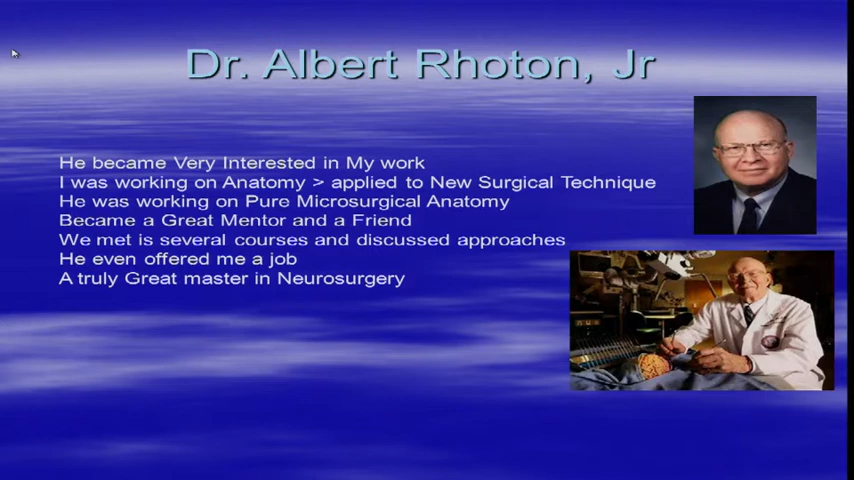 Dr. Albert Rhoton, Jr
He became Very Interested in My work
I was working on Anatomy > applied to New Surgical Technique
He was working on Pure Microsurgical Anatomy
Became a Great Mentor and a Friend
We met is several courses and discussed approaches
He even offered me a job
A truly Great master in Neurosurgery